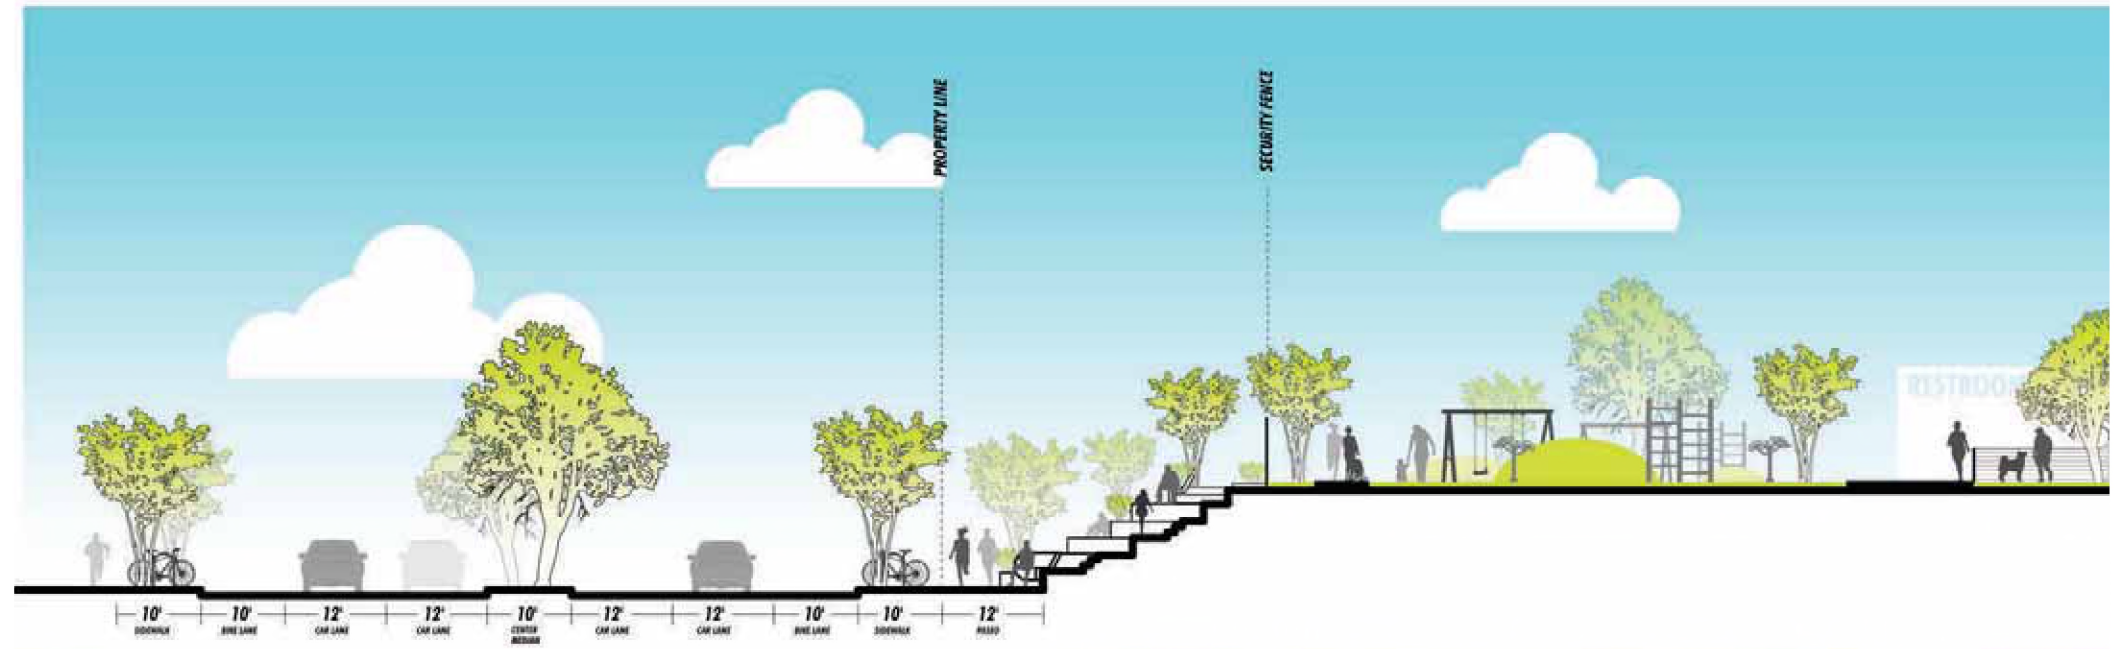 PROPERTY LINE
SECURITY FENCE
RESTROOM
10' 10' 12' 12' 10' 12' 12' 10' 10' 12'
SIDEWALK BIKE LANE CAR LANE CAR LANE CENTER MEDIAN CAR LANE CAR LANE BIKE LANE SIDEWALK PASEO